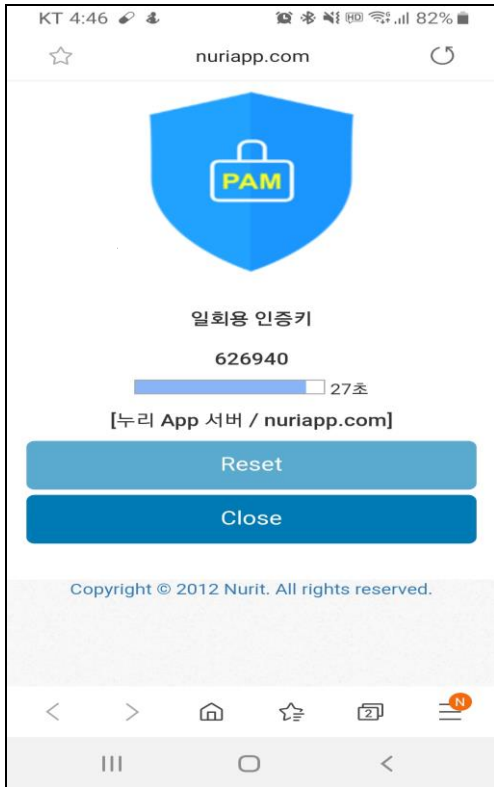 KT 4:46 82%
nuriapp.com
PAM
일회용 인증키
626940
27초
[누리 App 서버 / nuriapp.com]
Reset
Close
Copyright © 2012 Nurit. All rights reserved.
2 N